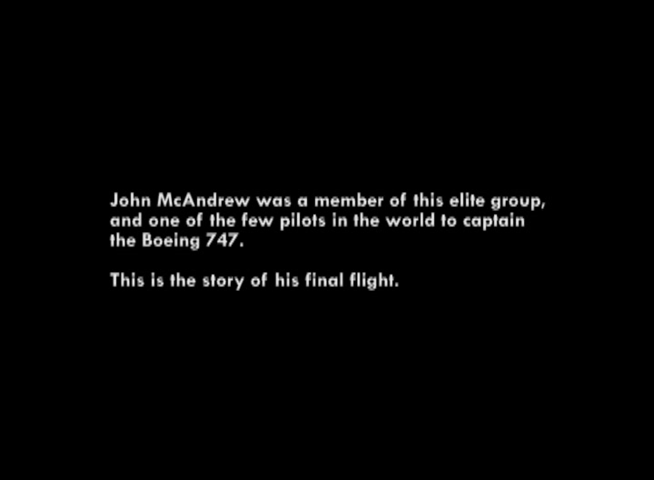 John McAndrew was a member of this elite group,
and one of the few pilots in the world to captain
the Boeing 747.
This is the story of his final flight.